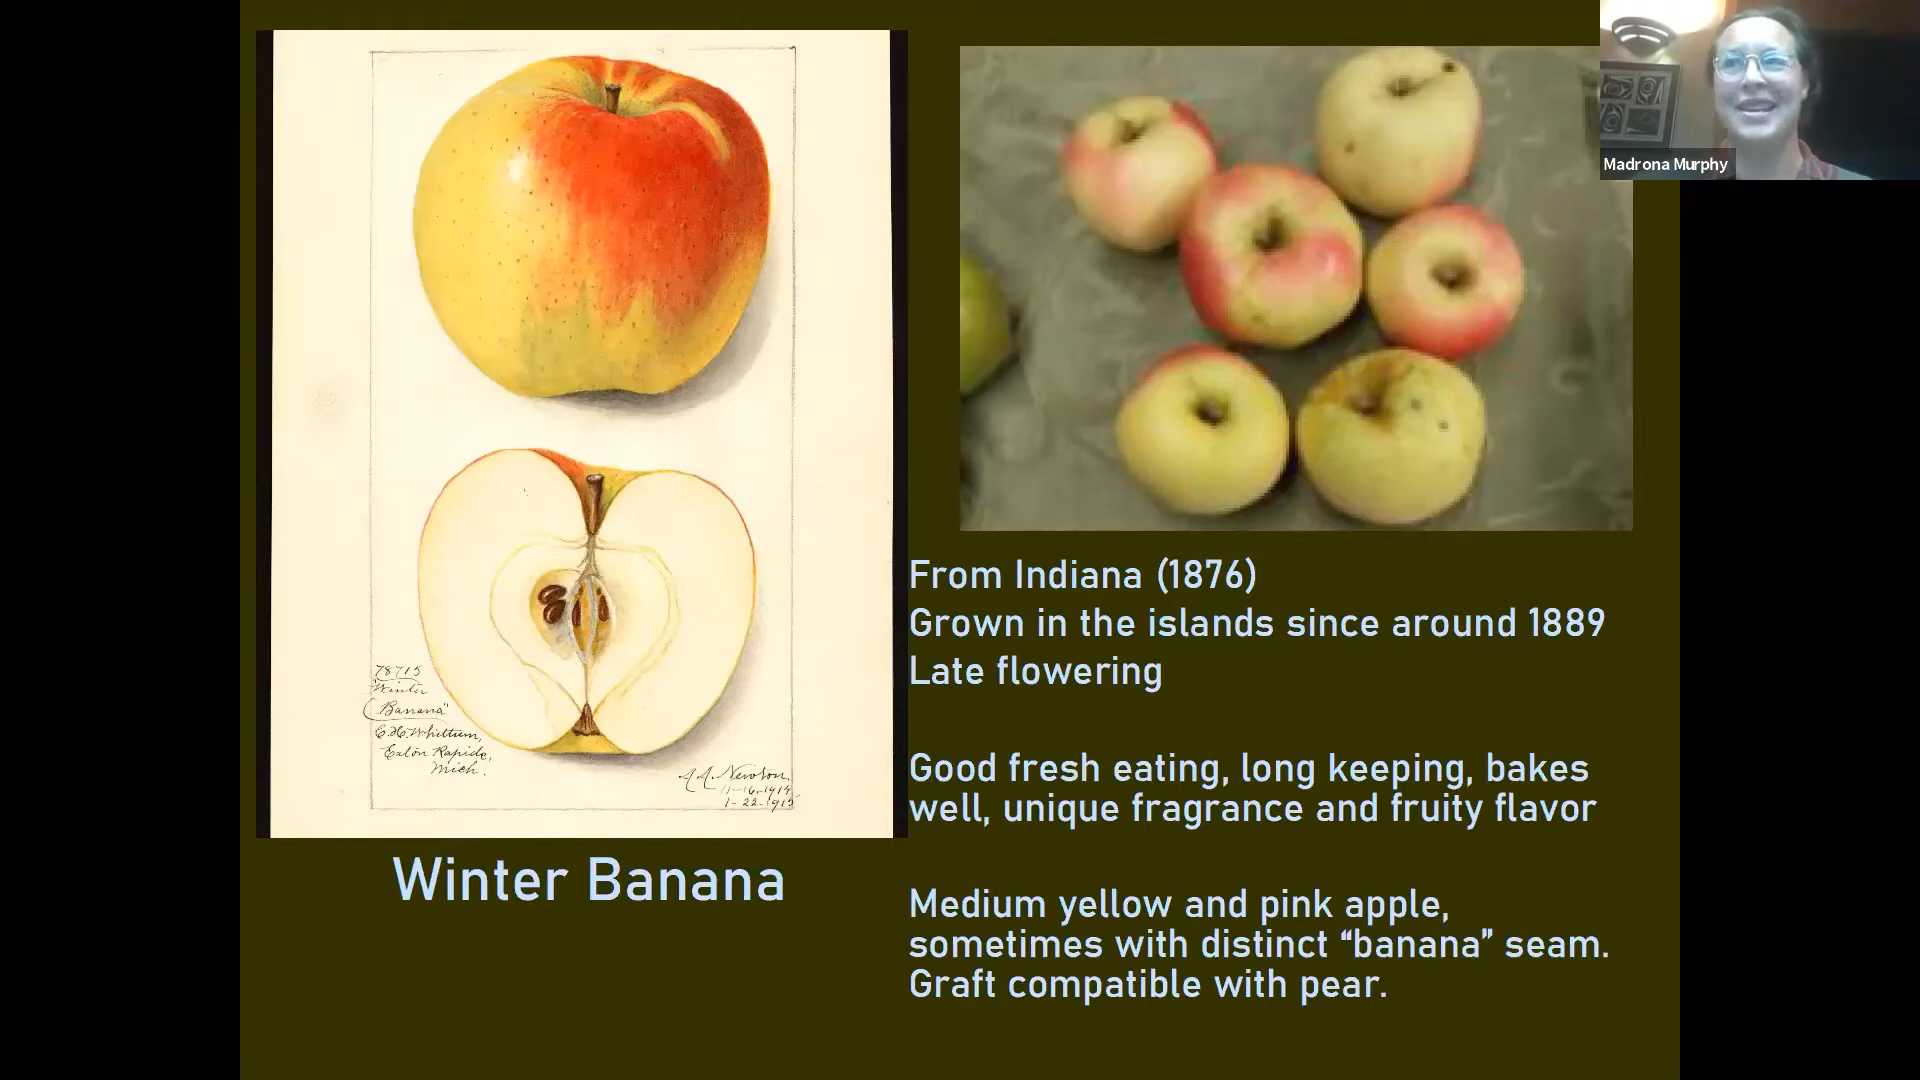 Madrona Murphy
78715
"Winter
Banana"
C.H. Whittum,
Eaton Rapids,
Mich.
A.A. Newton
11-16-1914
1-22-1915
Winter Banana
From Indiana (1876)
Grown in the islands since around 1889
Late flowering
Good fresh eating, long keeping, bakes
well, unique fragrance and fruity flavor
Medium yellow and pink apple,
sometimes with distinct “banana” seam.
Graft compatible with pear.